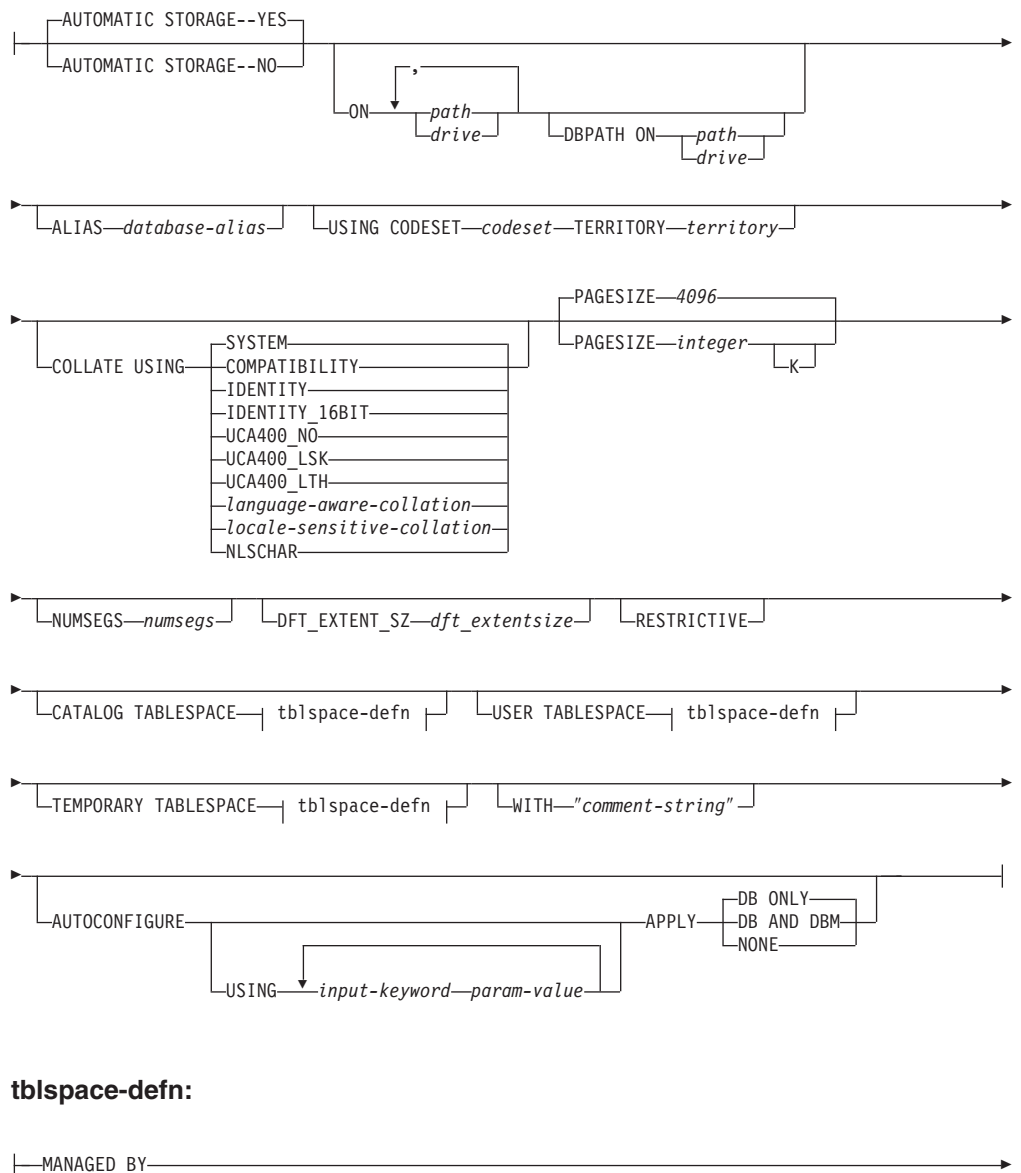 AUTOMATIC STORAGE--YES
AUTOMATIC STORAGE--NO
,
ON path
drive
DBPATH ON path
drive
ALIAS database-alias USING CODESET codeset TERRITORY territory
PAGESIZE 4096
COLLATE USING SYSTEM PAGESIZE integer K
COMPATIBILITY
IDENTITY
IDENTITY_16BIT
UCA400_NO
UCA400_LSK
UCA400_LTH
language-aware-collation
locale-sensitive-collation
NLSCHAR
NUMSEGS numsegs DFT_EXTENT_SZ dft_extentsize RESTRICTIVE
CATALOG TABLESPACE tblspace-defn USER TABLESPACE tblspace-defn
TEMPORARY TABLESPACE tblspace-defn WITH "comment-string"
AUTOCONFIGURE APPLY DB ONLY
DB AND DBM
NONE
USING input-keyword param-value
tblspace-defn:
MANAGED BY